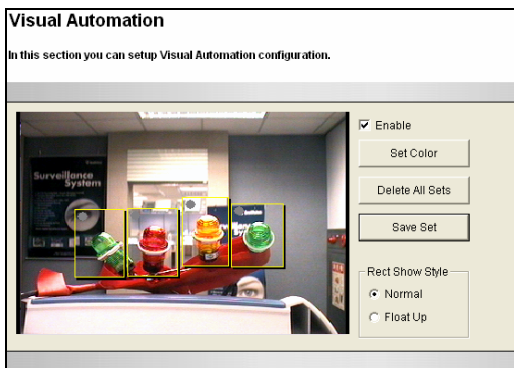 Visual Automation
In this section you can setup Visual Automation configuration.
Surveillance
System
Enable
Set Color
Delete All Sets
Save Set
Rect Show Style
Normal
Float Up